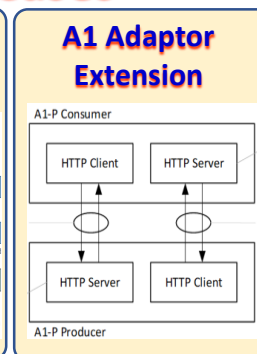 A1 Adaptor
Extension
A1-P Consumer
HTTP Client
HTTP Server
HTTP Server
HTTP Client
A1-P Producer